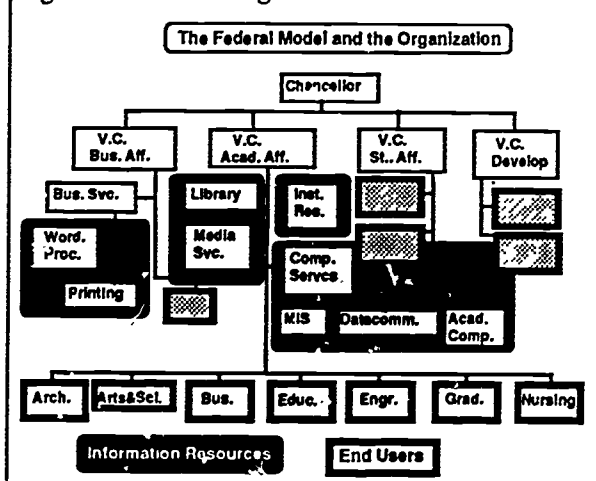 The Federal Model and the Organization
Chancellor
V.C.
Bus. Aff.
V.C.
Acad. Aff.
V.C.
St.. Aff.
V.C.
Develop
Bus. Svc.
Library
Inst.
Res.
Word.
Proc.
Media
Svc.
Printing
Comp.
Servcs
MIS
Datacomm.
Acad.
Comp.
Arch.
Arts&Sci.
Bus.
Educ.
Engr.
Grad.
Nursing
Information Resources
End Users